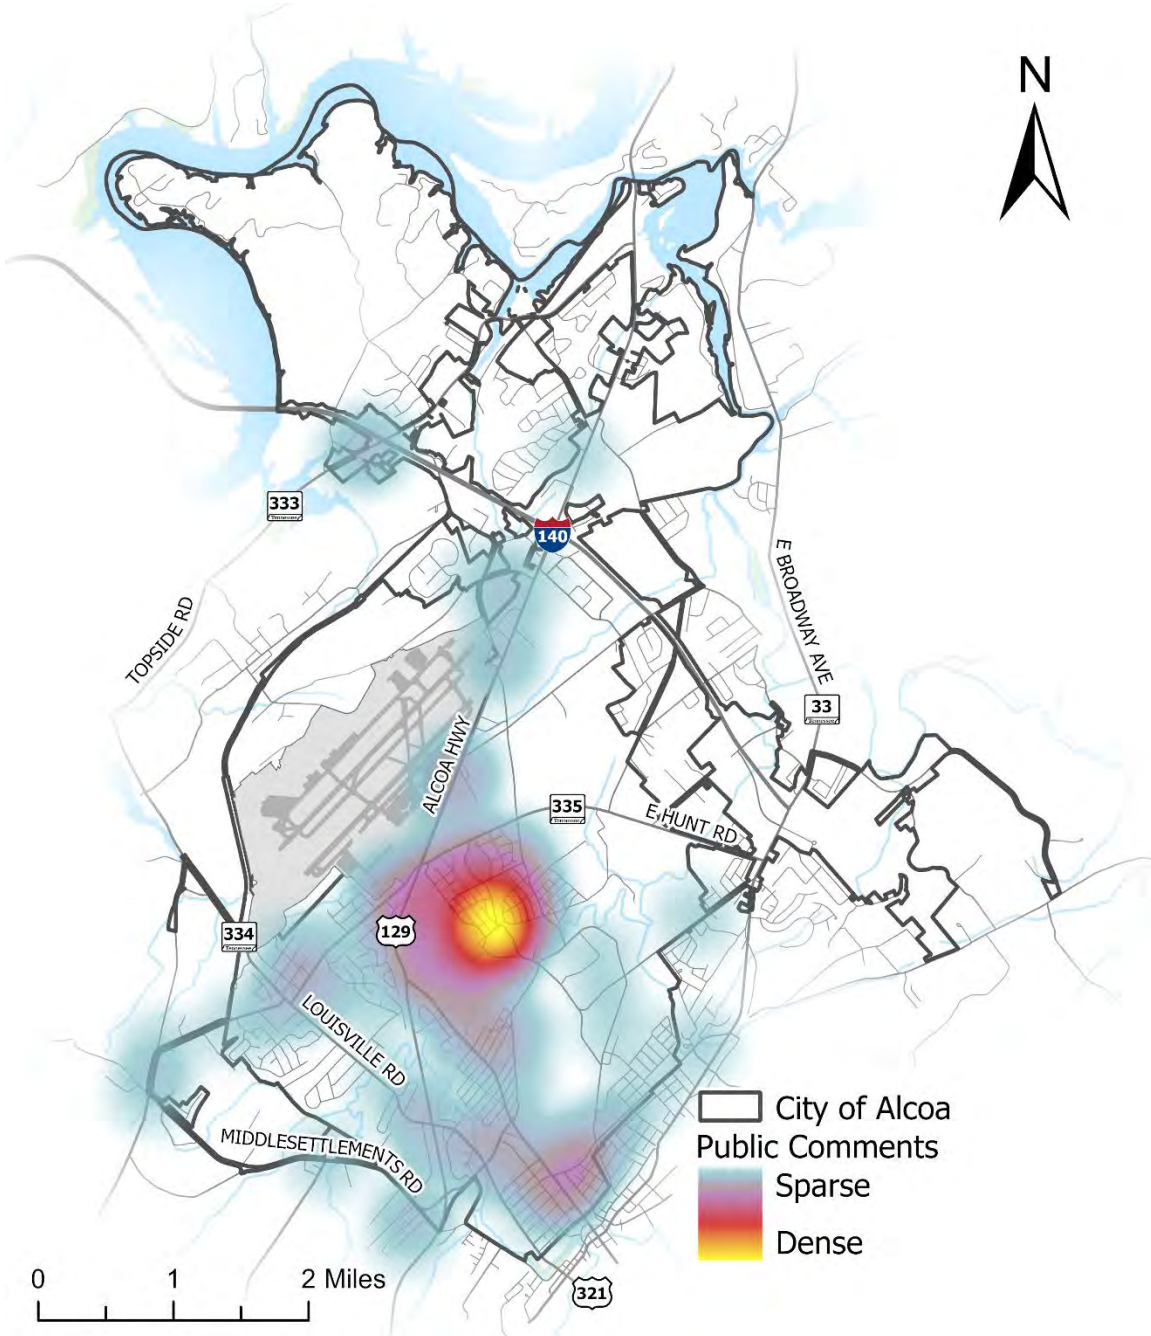 N
333
140
TOPSIDE RD
E BROADWAY AVE
33
ALCOA HWY
335
E HUNT RD
129
334
LOUISVILLE RD
City of Alcoa
Public Comments
MIDDLESETTLEMENTS RD
Sparse
Dense
0 1 2 Miles
321